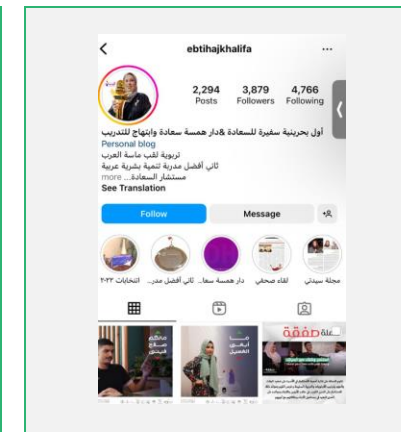 ebtihajkhalifa
2,294 3,879 4,766
Posts Followers Following
أول بحرينية سفيرة للسعادة &دار همسة سعادة وابتهاج للتدريب
Personal blog
تربوية لقب ماسة العرب
ثاني أفضل مدربة تنمية بشرية عربية
مستشار السعادة... more
See Translation
Follow Message
مجلة سيدتي لقاء صحفي دار همسة سعا... ثاني أفضل مدر... انتخابات ٢٠٢٢
صفقة